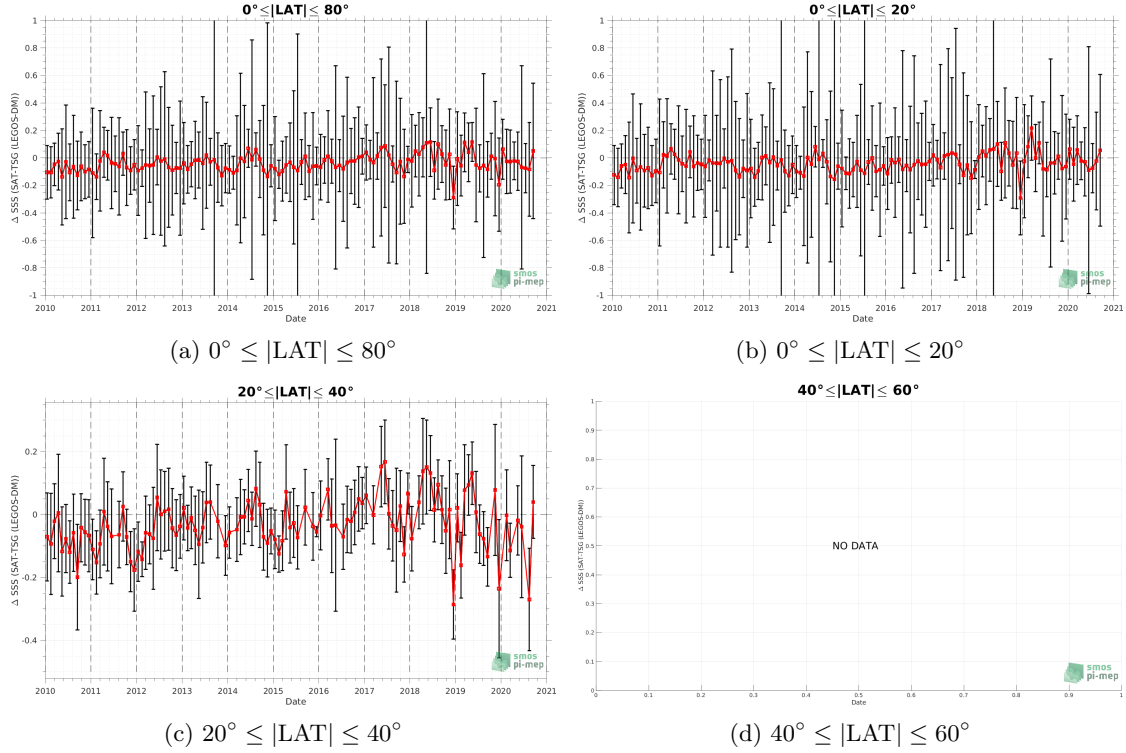 0°≤|LAT|≤ 80°
Δ SSS (SAT-TSG (LEGOS-DM))
1
0.8
0.6
0.4
0.2
0
-0.2
-0.4
-0.6
-0.8
-1
2010 2011 2012 2013 2014 2015 2016 2017 2018 2019 2020 2021
Date
smos
pi-mep
(a) 0° ≤ |LAT| ≤ 80°
0°≤|LAT|≤ 20°
Δ SSS (SAT-TSG (LEGOS-DM))
1
0.8
0.6
0.4
0.2
0
-0.2
-0.4
-0.6
-0.8
-1
2010 2011 2012 2013 2014 2015 2016 2017 2018 2019 2020 2021
Date
smos
pi-mep
(b) 0° ≤ |LAT| ≤ 20°
20°≤|LAT|≤ 40°
Δ SSS (SAT-TSG (LEGOS-DM))
0.2
0
-0.2
-0.4
2010 2011 2012 2013 2014 2015 2016 2017 2018 2019 2020 2021
Date
smos
pi-mep
(c) 20° ≤ |LAT| ≤ 40°
40°≤|LAT|≤ 60°
Δ SSS (SAT-TSG (LEGOS-DM))
1
0.9
0.8
0.7
0.6
0.5
0.4
0.3
0.2
0.1
0
NO DATA
0 0.1 0.2 0.3 0.4 0.5 0.6 0.7 0.8 0.9 1
Date
smos
pi-mep
(d) 40° ≤ |LAT| ≤ 60°